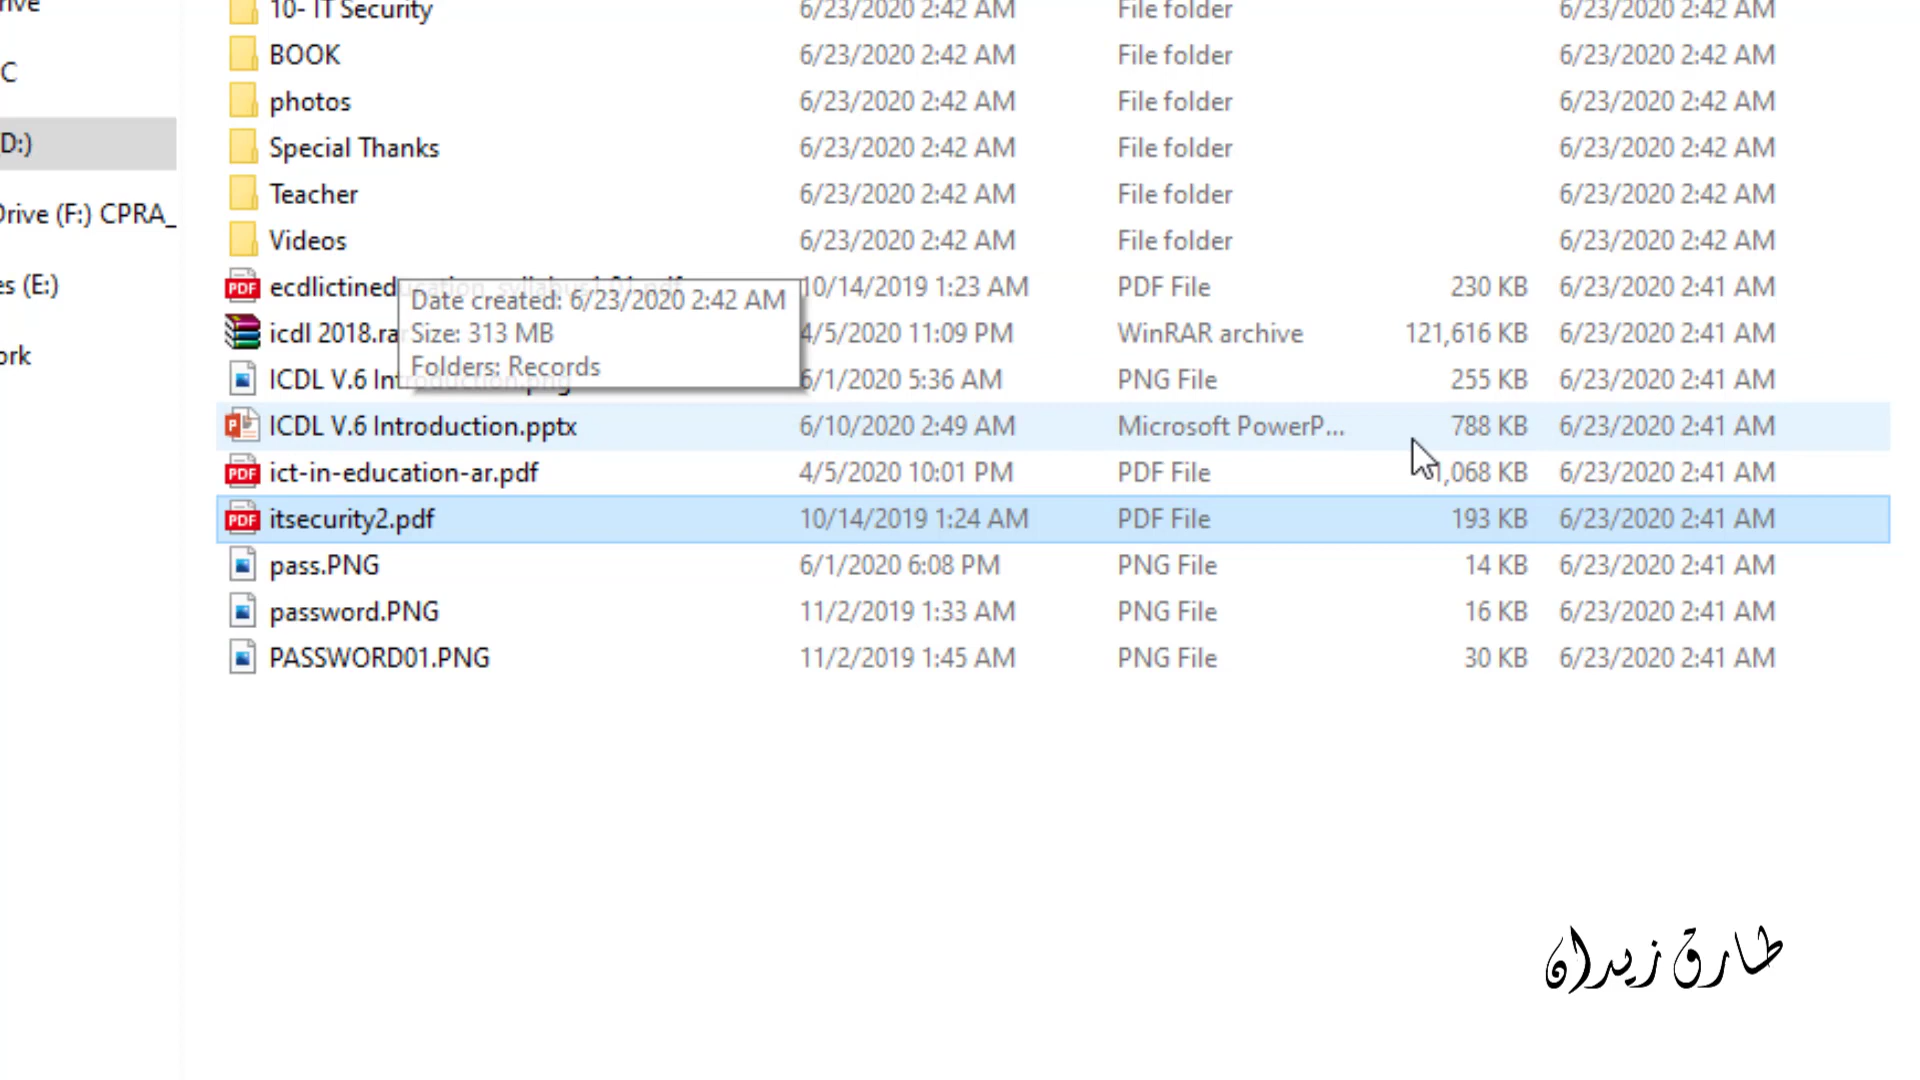 rive
10- IT Security 6/23/2020 2:42 AM File folder 6/23/2020 2:42 AM
BOOK 6/23/2020 2:42 AM File folder 6/23/2020 2:42 AM
C
photos 6/23/2020 2:42 AM File folder 6/23/2020 2:42 AM
D:) Special Thanks 6/23/2020 2:42 AM File folder 6/23/2020 2:42 AM
Teacher 6/23/2020 2:42 AM File folder 6/23/2020 2:42 AM
Drive (F:) CPRA_
Videos 6/23/2020 2:42 AM File folder 6/23/2020 2:42 AM
es (E:) ecdlictineducation_syllabus1.01.pdf 10/14/2019 1:23 AM PDF File 230 KB 6/23/2020 2:41 AM
Date created: 6/23/2020 2:42 AM
Size: 313 MB
Folders: Records
icdl 2018.ra 4/5/2020 11:09 PM WinRAR archive 121,616 KB 6/23/2020 2:41 AM
ork
ICDL V.6 Introduction.png 6/1/2020 5:36 AM PNG File 255 KB 6/23/2020 2:41 AM
ICDL V.6 Introduction.pptx 6/10/2020 2:49 AM Microsoft PowerP... 788 KB 6/23/2020 2:41 AM
ict-in-education-ar.pdf 4/5/2020 10:01 PM PDF File 1,068 KB 6/23/2020 2:41 AM
itsecurity2.pdf 10/14/2019 1:24 AM PDF File 193 KB 6/23/2020 2:41 AM
pass.PNG 6/1/2020 6:08 PM PNG File 14 KB 6/23/2020 2:41 AM
password.PNG 11/2/2019 1:33 AM PNG File 16 KB 6/23/2020 2:41 AM
PASSWORD01.PNG 11/2/2019 1:45 AM PNG File 30 KB 6/23/2020 2:41 AM
طارق زيدان